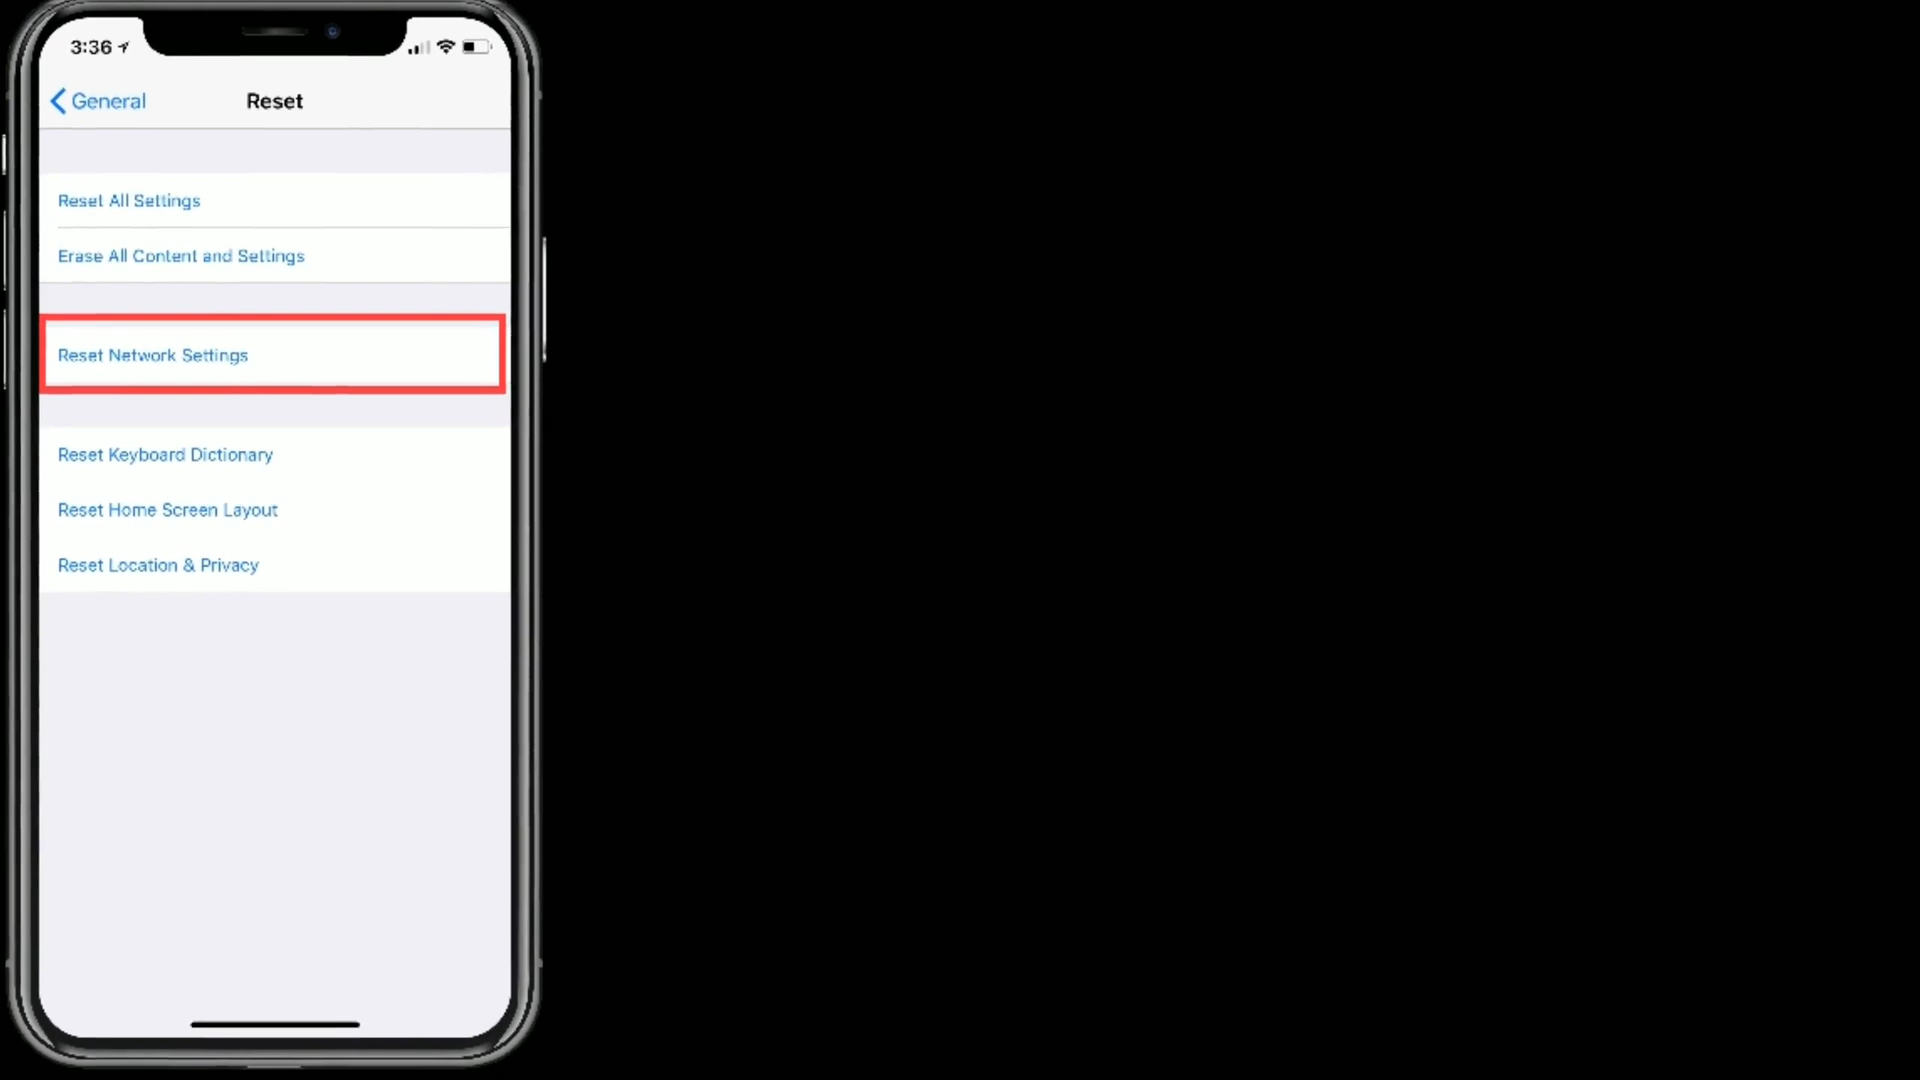 3:36
General
Reset
Reset All Settings
Erase All Content and Settings
Reset Network Settings
Reset Keyboard Dictionary
Reset Home Screen Layout
Reset Location & Privacy